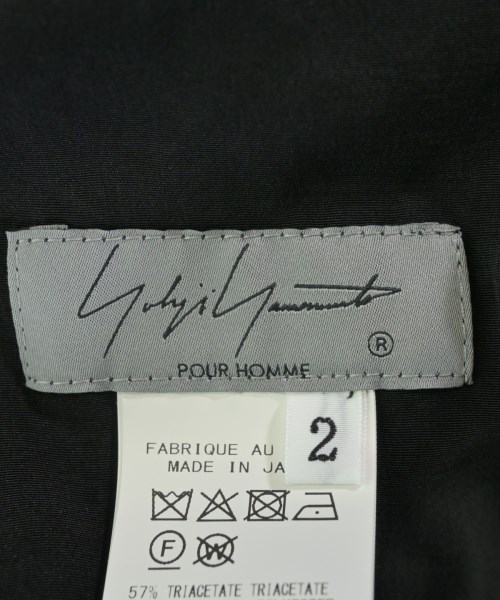 Yohji Yamamoto
®
POUR HOMME
2
FABRIQUE AU
MADE IN JA
F W
57% TRIACETATE TRIACETATE